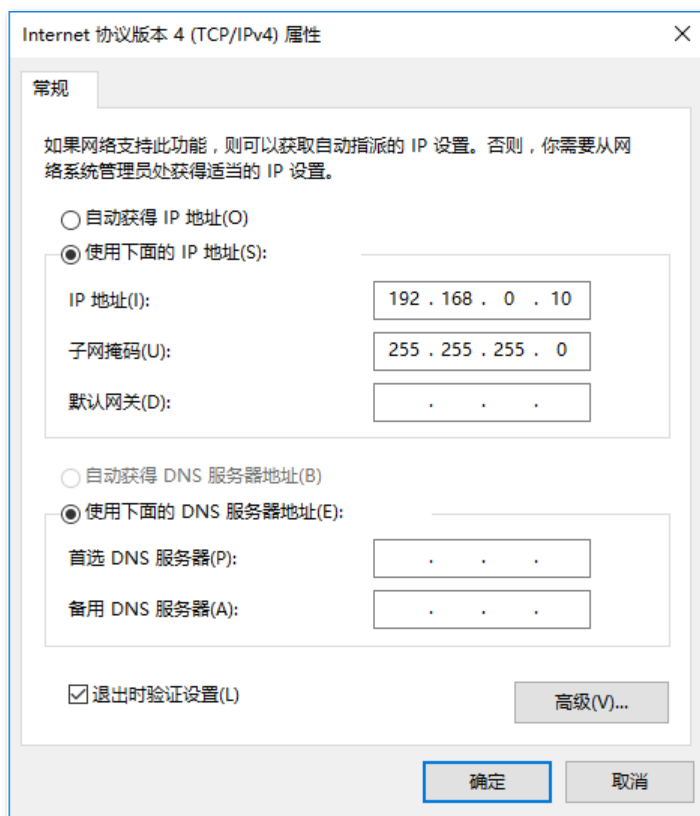 Internet 协议版本 4 (TCP/IPv4) 属性
常规
如果网络支持此功能，则可以获取自动指派的 IP 设置。否则，你需要从网
络系统管理员处获得适当的 IP 设置。
自动获得 IP 地址(O)
使用下面的 IP 地址(S):
IP 地址(I): 192 . 168 . 0 . 10
子网掩码(U): 255 . 255 . 255 . 0
默认网关(D): . . .
自动获得 DNS 服务器地址(B)
使用下面的 DNS 服务器地址(E):
首选 DNS 服务器(P): . . .
备用 DNS 服务器(A): . . .
退出时验证设置(L)
高级(V)...
确定 取消